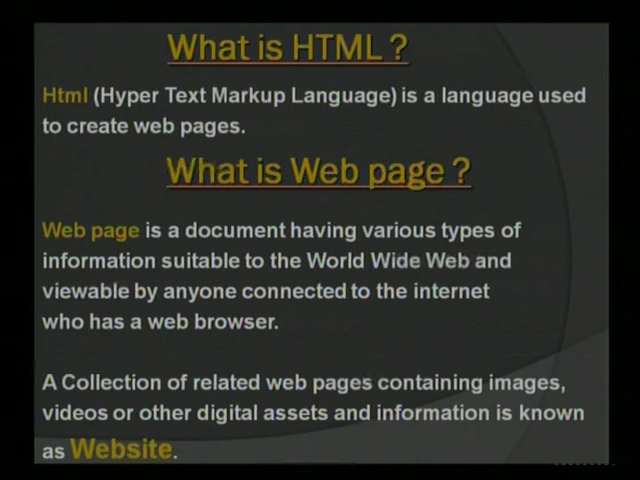 What is HTML ?
Html (Hyper Text Markup Language) is a language used
to create web pages.
What is Web page ?
Web page is a document having various types of
information suitable to the World Wide Web and
viewable by anyone connected to the internet
who has a web browser.
A Collection of related web pages containing images,
videos or other digital assets and information is known
as Website.